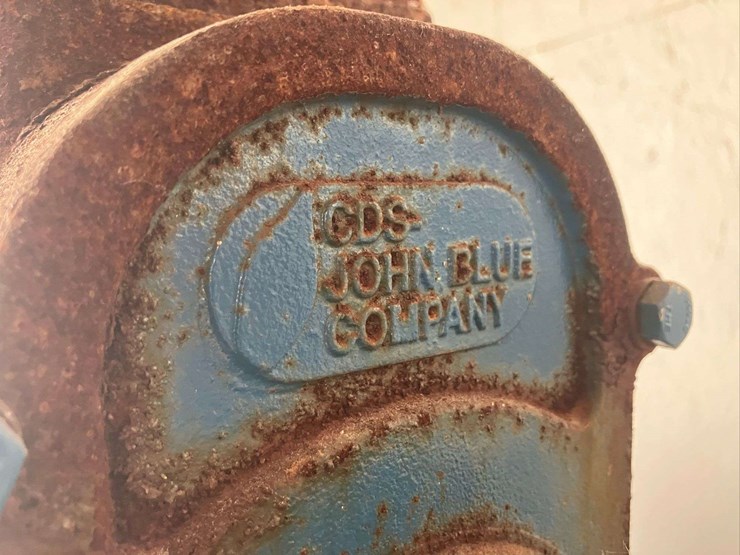 CDS-
JOHN BLUE
COMPANY